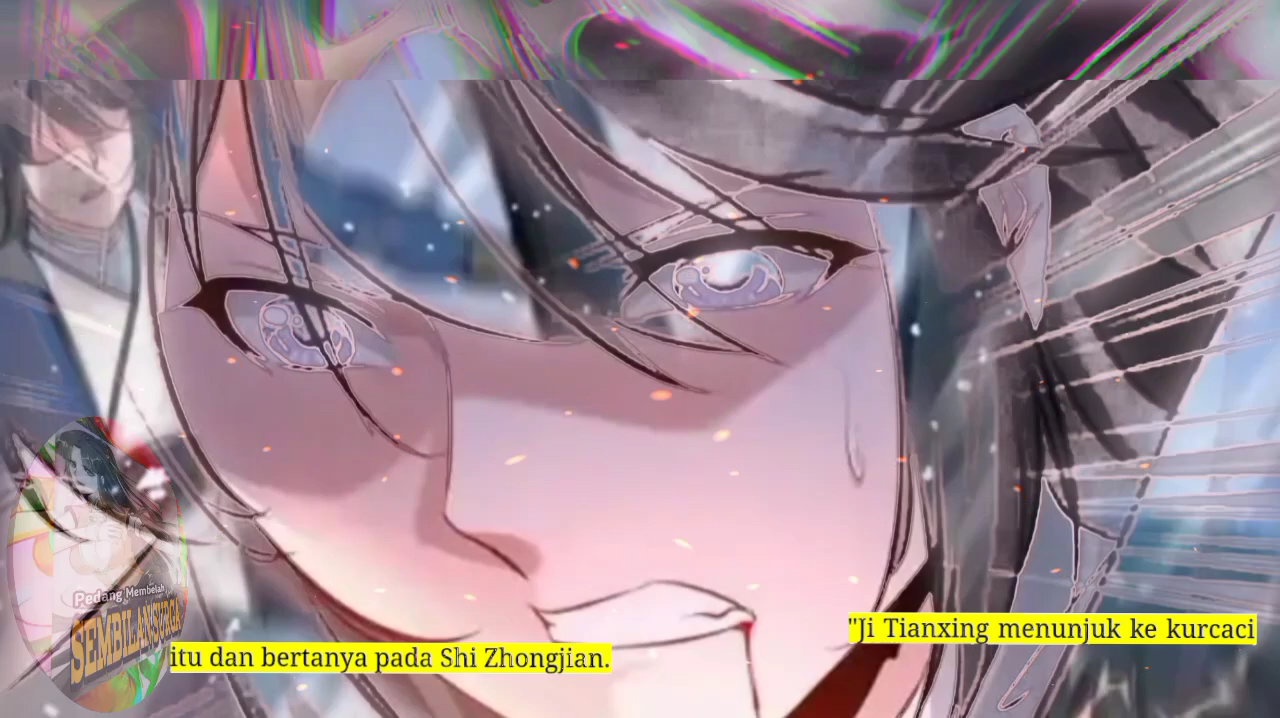 "Ji Tianxing menunjuk ke kurcaci
itu dan bertanya pada Shi Zhongjian.
Pedang Membelah
SEMBILAN SURGA